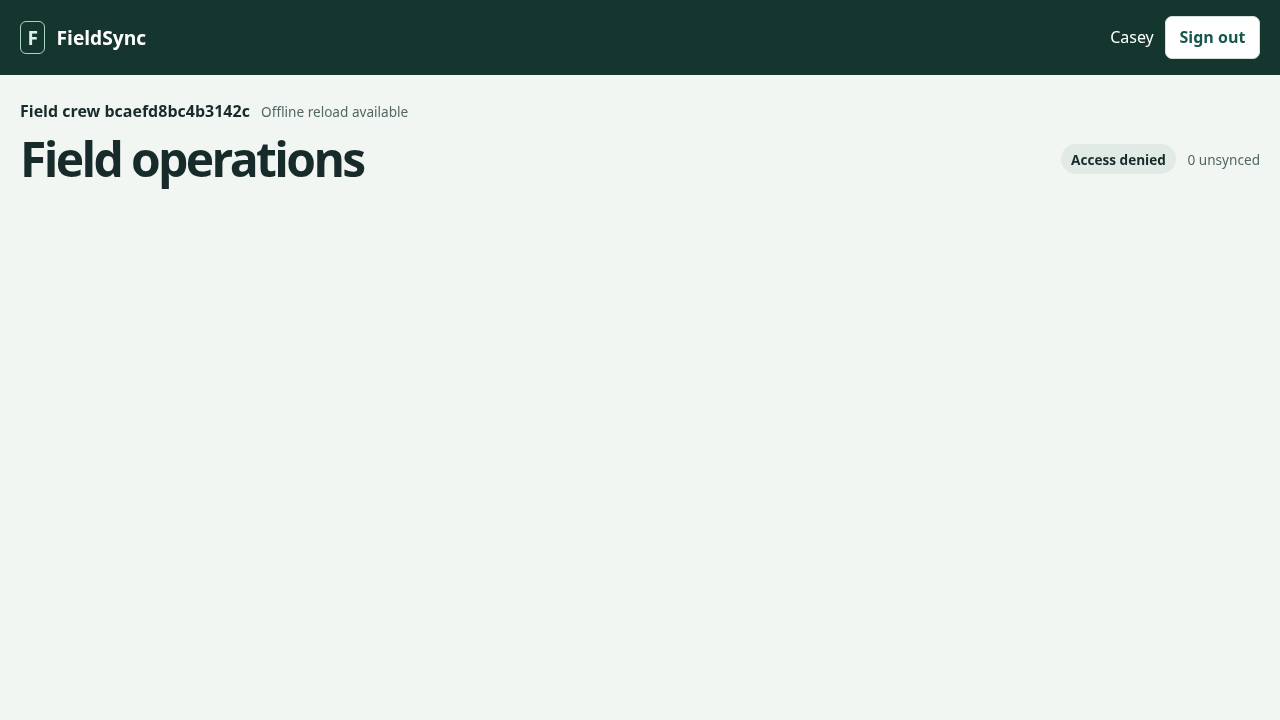 F FieldSync
Casey Sign out
Field crew bcaefd8bc4b3142c Offline reload available
Field operations
Access denied 0 unsynced